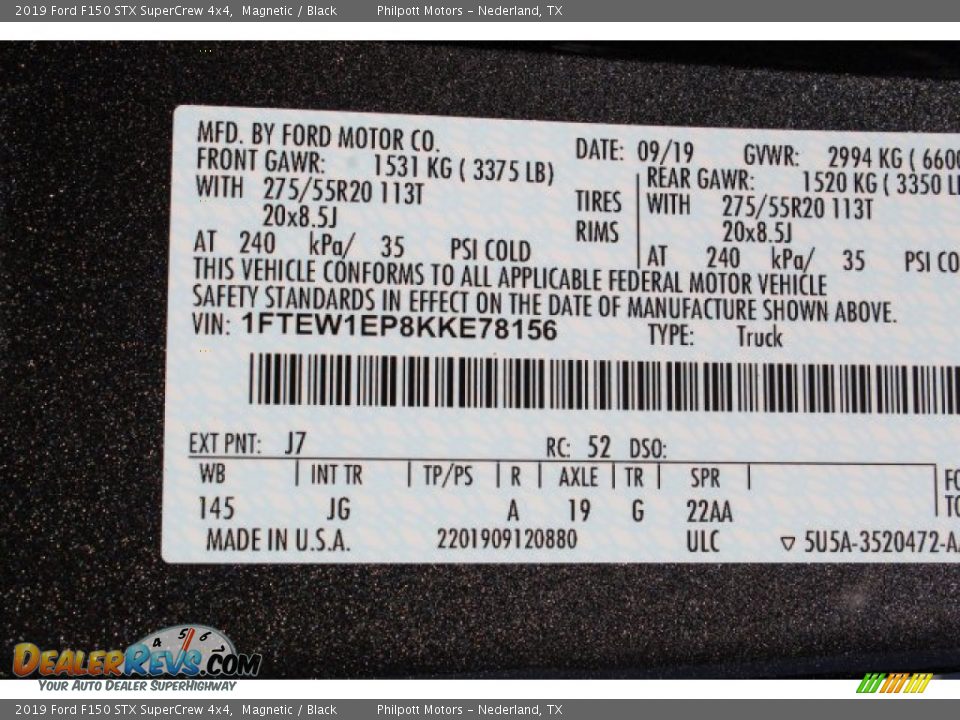 2019 Ford F150 STX SuperCrew 4x4, Magnetic / Black Philpott Motors – Nederland, TX
MFD. BY FORD MOTOR CO.
DATE: 09/19 GVWR: 2994 KG ( 6600
FRONT GAWR: 1531 KG ( 3375 LB) REAR GAWR: 1520 KG ( 3350 L
WITH 275/55R20 113T TIRES WITH 275/55R20 113T
20x8.5J RIMS 20x8.5J
AT 240 kPa/ 35 PSI COLD AT 240 kPa/ 35 PSI CO
THIS VEHICLE CONFORMS TO ALL APPLICABLE FEDERAL MOTOR VEHICLE
SAFETY STANDARDS IN EFFECT ON THE DATE OF MANUFACTURE SHOWN ABOVE.
VIN: 1FTEW1EP8KKE78156 TYPE: Truck
EXT PNT: J7 RC: 52 DSO:
WB INT TR TP/PS R AXLE TR SPR FO
145 JG A 19 G 22AA TO
MADE IN U.S.A. 2201909120880 ULC ▽ 5U5A-3520472-A
4 5 6
DEALERREVS.COM
YOUR AUTO DEALER SUPERHIGHWAY
2019 Ford F150 STX SuperCrew 4x4, Magnetic / Black Philpott Motors – Nederland, TX